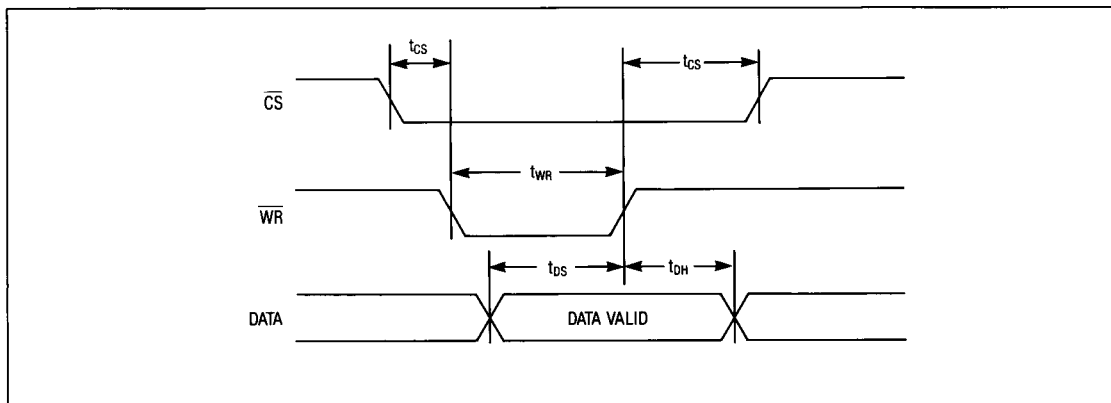 tCS
tCS
CS
tWR
WR
tDS
tDH
DATA
DATA VALID